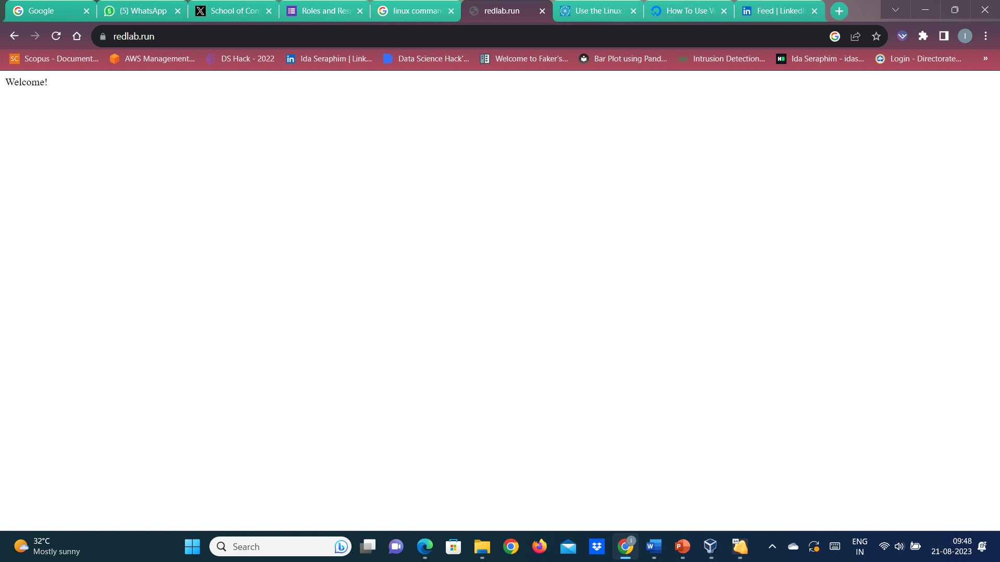 Google
(5) WhatsApp
School of Com
Roles and Resp
linux comman
redlab.run
Use the Linux
How To Use W
Feed | LinkedI
redlab.run
I
SC Scopus - Document...
AWS Management...
DS Hack - 2022
in Ida Seraphim | Link...
Data Science Hack'...
Welcome to Faker's...
Bar Plot using Pand...
Intrusion Detection...
H Ida Seraphim - idas...
Login - Directorate...
»
Welcome!
32°C
Mostly sunny
Search
ENG
IN
09:48
21-08-2023